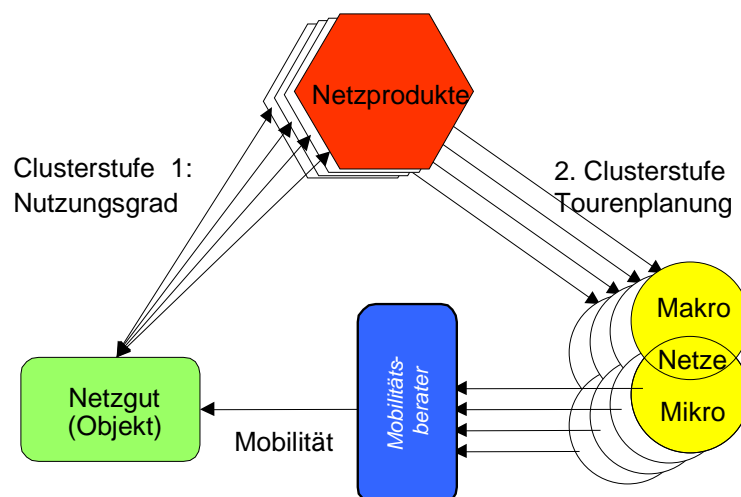 Netzprodukte
Clusterstufe 1:
Nutzungsgrad
2. Clusterstufe
Tourenplanung
Makro
Netze
Mikro
Mobilitäts-
berater
Netzgut
(Objekt)
Mobilität